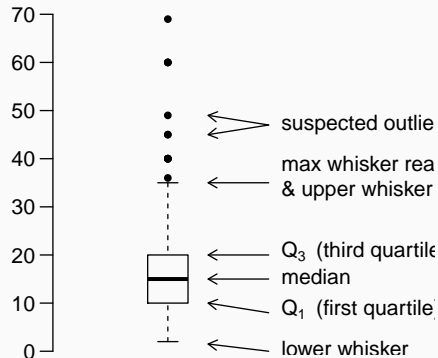 70
60
50
40
30
20
10
0
suspected outlie
max whisker rea
& upper whisker
Q3 (third quartile
median
Q1 (first quartile)
lower whisker